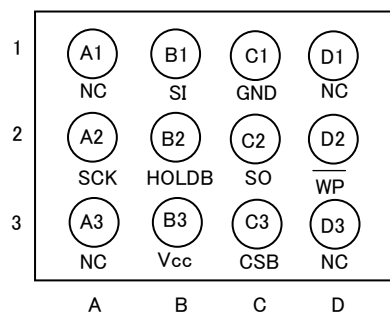 1 A1 B1 C1 D1
NC SI GND NC
2 A2 B2 C2 D2
SCK HOLDB SO WP
3 A3 B3 C3 D3
NC Vcc CSB NC
A B C D